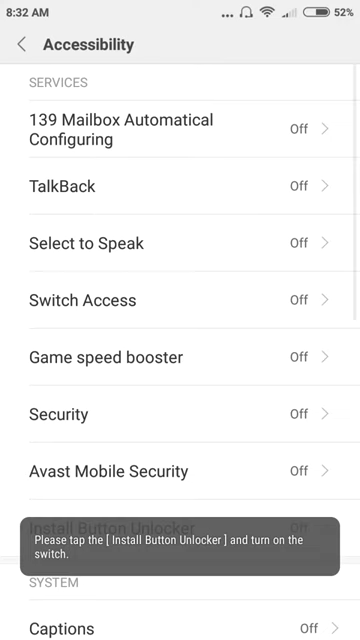 8:32 AM
... 52%
Accessibility
SERVICES
139 Mailbox Automatical
Configuring
Off
TalkBack
Off
Select to Speak
Off
Switch Access
Off
Game speed booster
Off
Security
Off
Avast Mobile Security
Off
Install Button Unlocker
Off
Please tap the [ Install Button Unlocker ] and turn on the
switch.
SYSTEM
Captions
Off